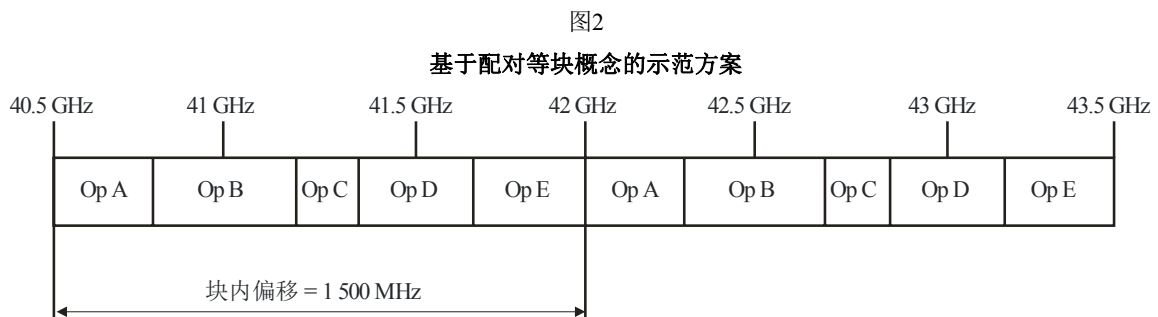 图2
基于配对等块概念的示范方案
40.5 GHz 41 GHz 41.5 GHz 42 GHz 42.5 GHz 43 GHz 43.5 GHz
Op A Op B Op C Op D Op E Op A Op B Op C Op D Op E
块内偏移 = 1 500 MHz